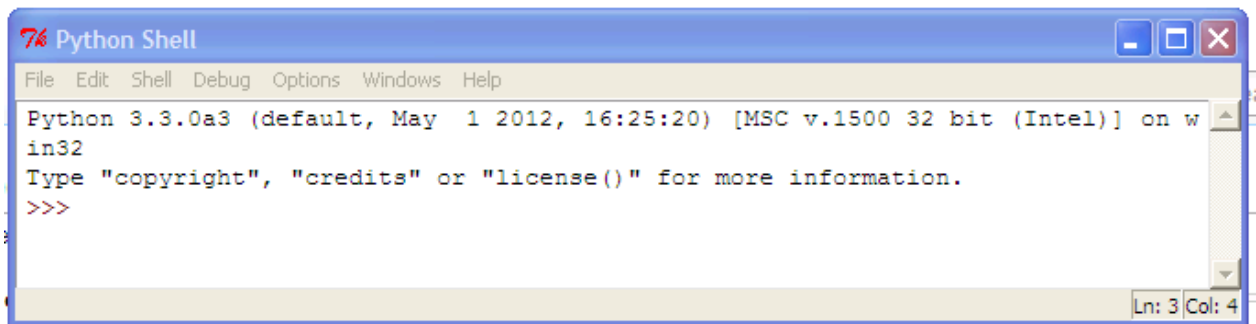 Python Shell
File Edit Shell Debug Options Windows Help
Python 3.3.0a3 (default, May  1 2012, 16:25:20) [MSC v.1500 32 bit (Intel)] on w
in32
Type "copyright", "credits" or "license()" for more information.
>>>
Ln: 3 Col: 4